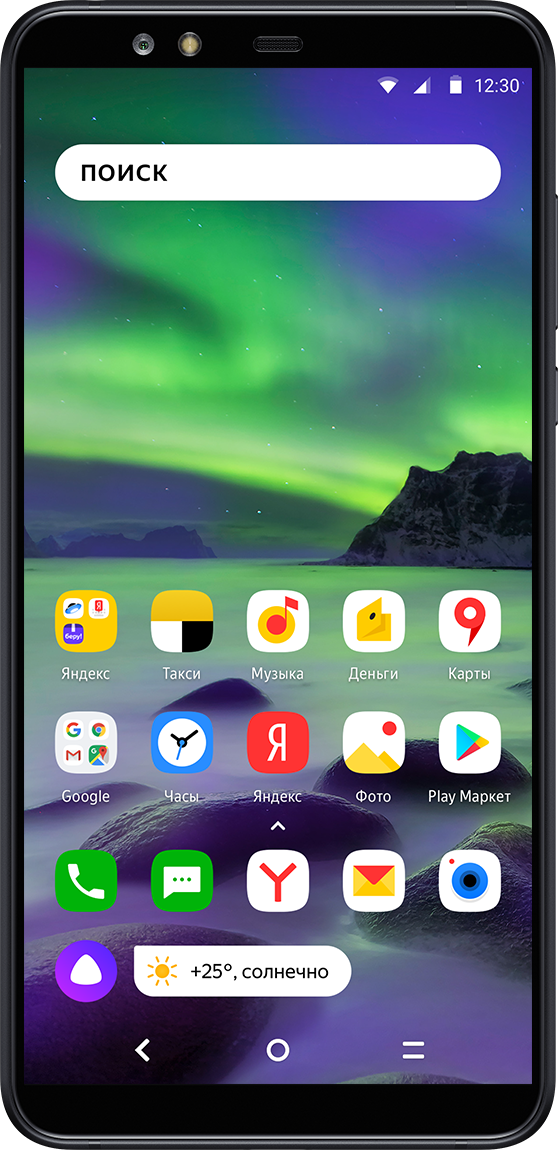 12:30
ПОИСК
беру!
Яндекс
Такси
Музыка
Деньги
Карты
Google
Часы
Я
Яндекс
Фото
Play Маркет
+25°, солнечно